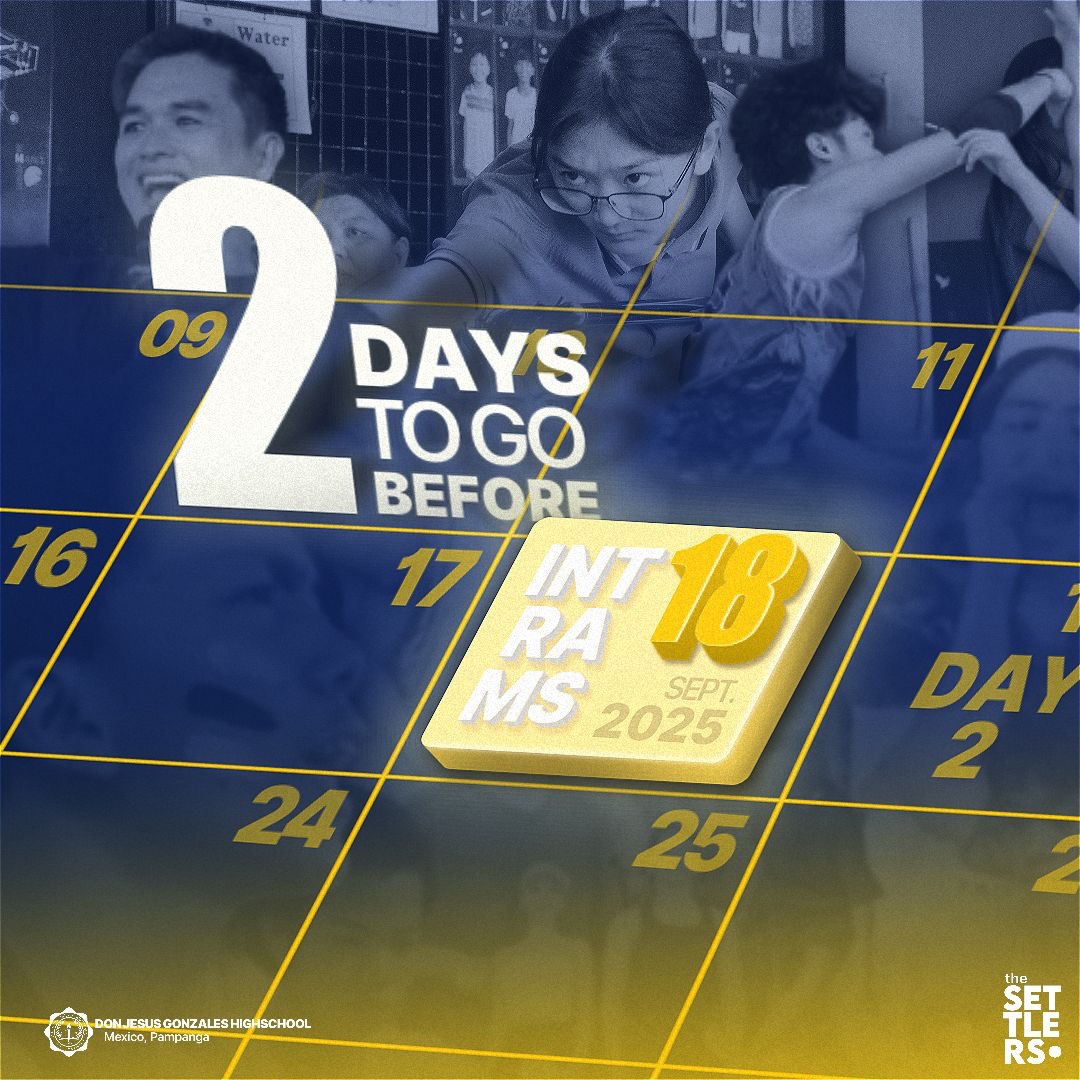 Water
09
10
11
2
DAYS
TO GO
BEFORE
16
17
INT
RA
MS
18
SEPT.
2025
DAY
2
24
25
DON JESUS GONZALES HIGHSCHOOL
Mexico, Pampanga
the
SET
TLE
RS